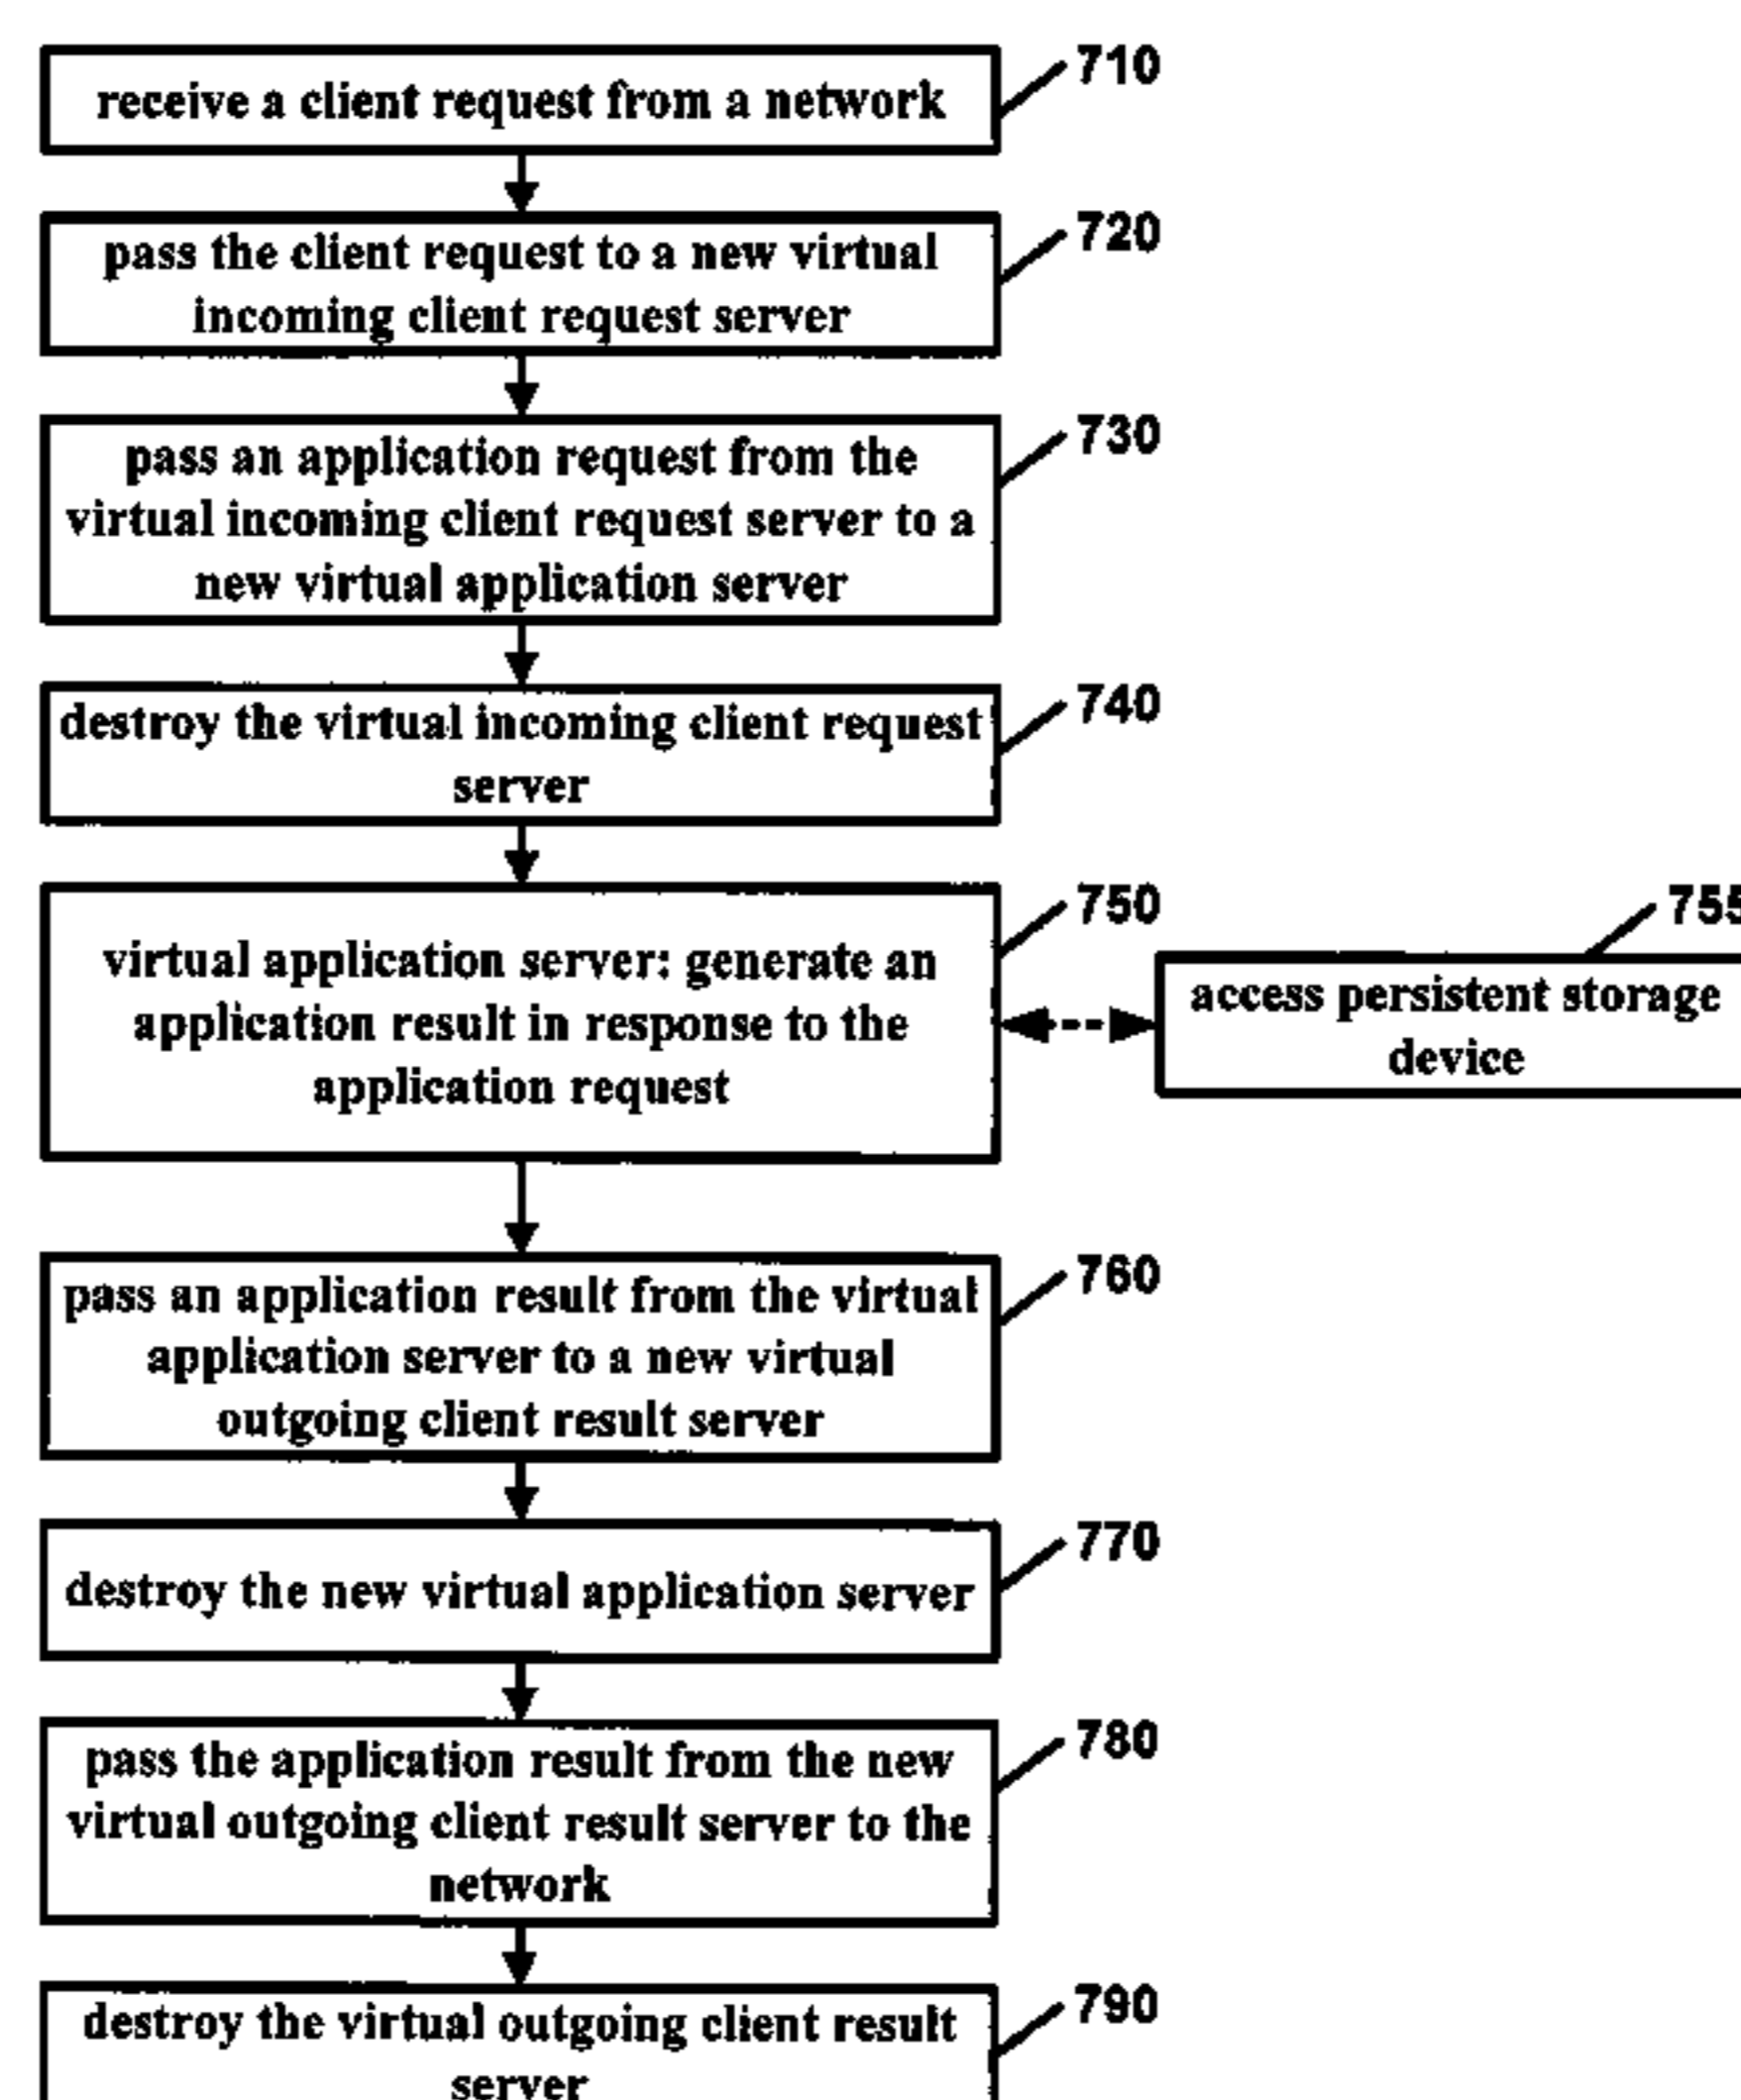 710
receive a client request from a network
720
pass the client request to a new virtual
incoming client request server
730
pass an application request from the
virtual incoming client request server to a
new virtual application server
740
destroy the virtual incoming client request
server
750
virtual application server: generate an
application result in response to the
application request
755
access persistent storage
device
760
pass an application result from the virtual
application server to a new virtual
outgoing client result server
770
destroy the new virtual application server
780
pass the application result from the new
virtual outgoing client result server to the
network
790
destroy the virtual outgoing client result
server